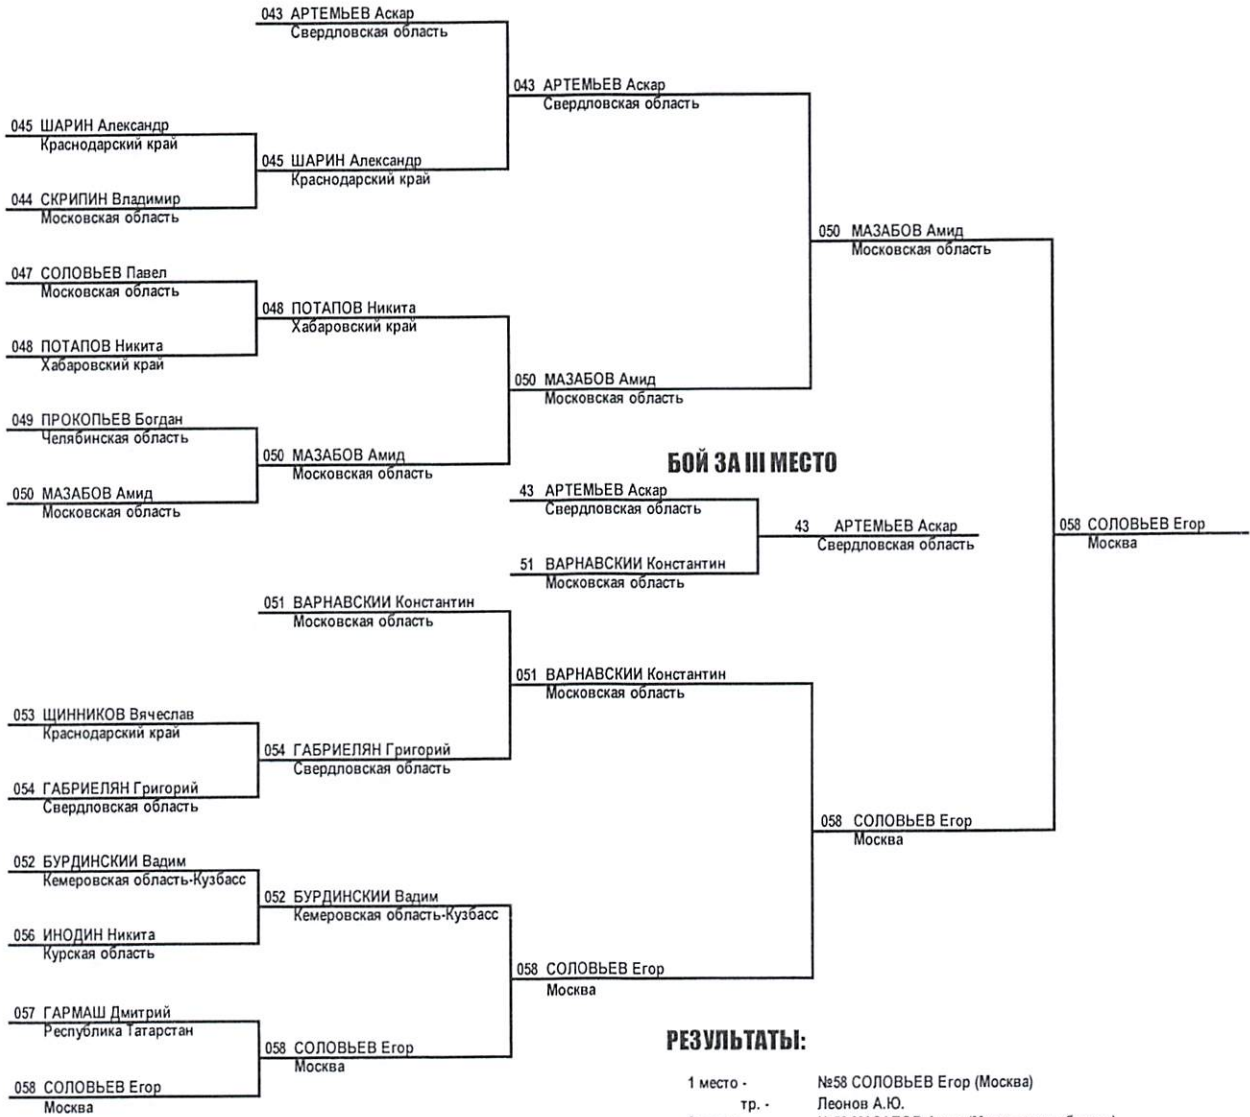 043 АРТЕМЬЕВ Аскар
Свердловская область
043 АРТЕМЬЕВ Аскар
Свердловская область
045 ШАРИН Александр
Краснодарский край
045 ШАРИН Александр
Краснодарский край
044 СКРИПИН Владимир
Московская область
050 МАЗАБОВ Амид
Московская область
047 СОЛОВЬЕВ Павел
Московская область
048 ПОТАПОВ Никита
Хабаровский край
048 ПОТАПОВ Никита
Хабаровский край
050 МАЗАБОВ Амид
Московская область
049 ПРОКОПЬЕВ Богдан
Челябинская область
050 МАЗАБОВ Амид
Московская область
050 МАЗАБОВ Амид
Московская область
БОЙ ЗА III МЕСТО
43 АРТЕМЬЕВ Аскар
Свердловская область
43 АРТЕМЬЕВ Аскар
Свердловская область
51 ВАРНАВСКИИ Константин
Московская область
058 СОЛОВЬЕВ Егор
Москва
051 ВАРНАВСКИИ Константин
Московская область
051 ВАРНАВСКИИ Константин
Московская область
053 ЩИННИКОВ Вячеслав
Краснодарский край
054 ГАБРИЕЛЯН Григорий
Свердловская область
054 ГАБРИЕЛЯН Григорий
Свердловская область
058 СОЛОВЬЕВ Егор
Москва
052 БУРДИНСКИИ Вадим
Кемеровская область-Кузбасс
052 БУРДИНСКИИ Вадим
Кемеровская область-Кузбасс
056 ИНОДИН Никита
Курская область
058 СОЛОВЬЕВ Егор
Москва
057 ГАРМАШ Дмитрий
Республика Татарстан
058 СОЛОВЬЕВ Егор
Москва
058 СОЛОВЬЕВ Егор
Москва
РЕЗУЛЬТАТЫ:
1 место - №58 СОЛОВЬЕВ Егор (Москва)
тр. - Леонов А.Ю.